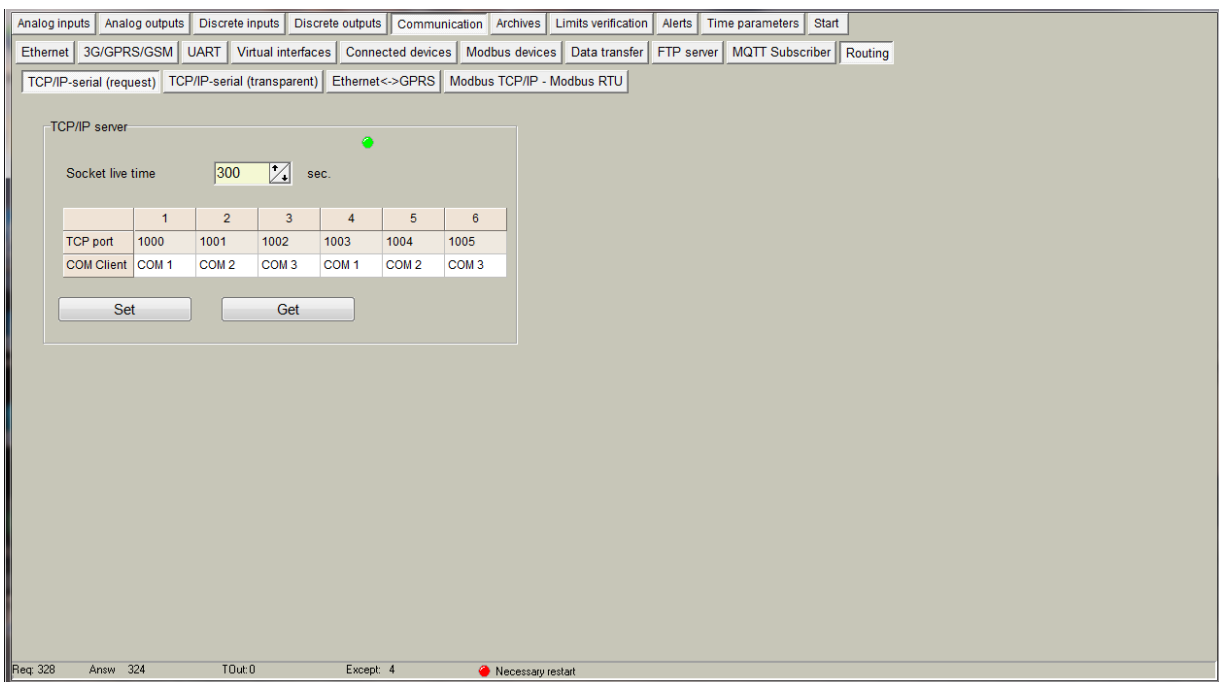 Analog inputs Analog outputs Discrete inputs Discrete outputs Communication Archives Limits verification Alerts Time parameters Start
Ethernet 3G/GPRS/GSM UART Virtual interfaces Connected devices Modbus devices Data transfer FTP server MQTT Subscriber Routing
TCP/IP-serial (request) TCP/IP-serial (transparent) Ethernet<->GPRS Modbus TCP/IP - Modbus RTU
TCP/IP server
Socket live time 300 sec.
1 2 3 4 5 6
TCP port 1000 1001 1002 1003 1004 1005
COM Client COM 1 COM 2 COM 3 COM 1 COM 2 COM 3
Set Get
Req: 328 Answ 324 TOut: 0 Except: 4 Necessary restart